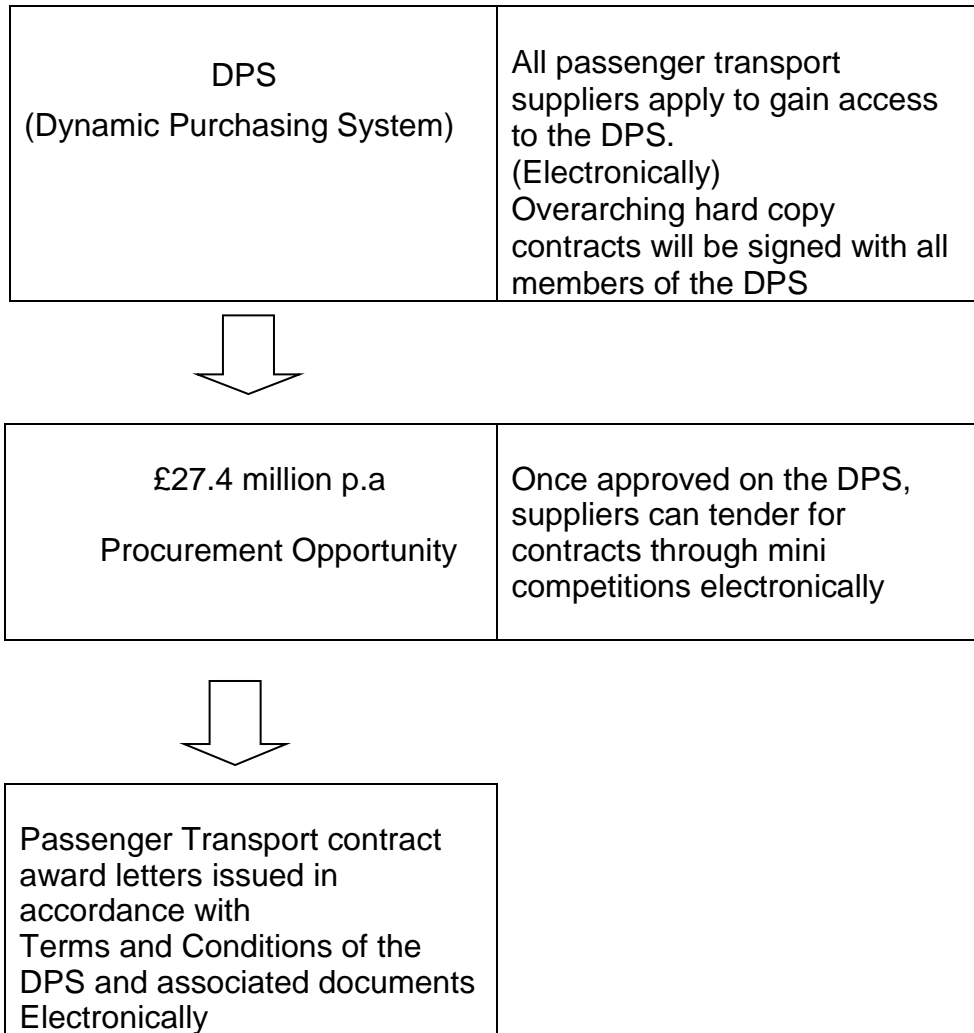 DPS
(Dynamic Purchasing System)
All passenger transport
suppliers apply to gain access
to the DPS.
(Electronically)
Overarching hard copy
contracts will be signed with all
members of the DPS
£27.4 million p.a
Procurement Opportunity
Once approved on the DPS,
suppliers can tender for
contracts through mini
competitions electronically
Passenger Transport contract
award letters issued in
accordance with
Terms and Conditions of the
DPS and associated documents
Electronically